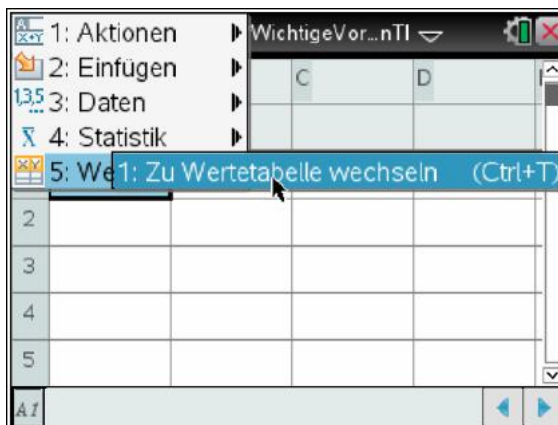 1: Aktionen
WichtigeVor...nTI
2: Einfügen
C D
1,3,5 3: Daten
x̄ 4: Statistik
5: We
1: Zu Wertetabelle wechseln (Ctrl+T)
2
3
4
5
A1